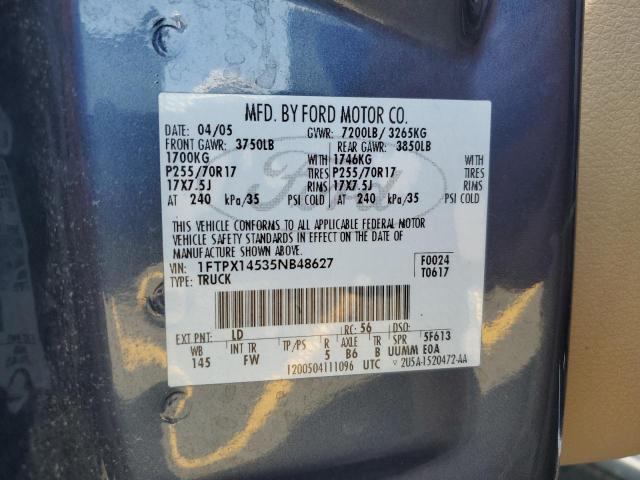 MFD. BY FORD MOTOR CO.
DATE: 04/05 GVWR: 7200LB/ 3265KG
FRONT GAWR: 3750LB REAR GAWR: 3850LB
1700KG WITH 1746KG WITH
P255/70R17 TIRES P255/70R17 TIRES
17X7.5J RIMS 17X7.5J RIMS
AT 240 kPa/35 PSI COLD AT 240 kPa/35 PSI COLD
THIS VEHICLE CONFORMS TO ALL APPLICABLE FEDERAL MOTOR
VEHICLE SAFETY STANDARDS IN EFFECT ON THE DATE OF
MANUFACTURE SHOWN ABOVE.
VIN: 1FTPX14535NB48627 F0024
TYPE: TRUCK T0617
EXT PNT: LD RC: 56 DSO:
WB INT TR TP/PS R AXLE TR SPR 5F613
145 FW 5 B6 B UUMM E0A
1200504111096 UTC ▽ 2U5A-1520472-AA
Ford